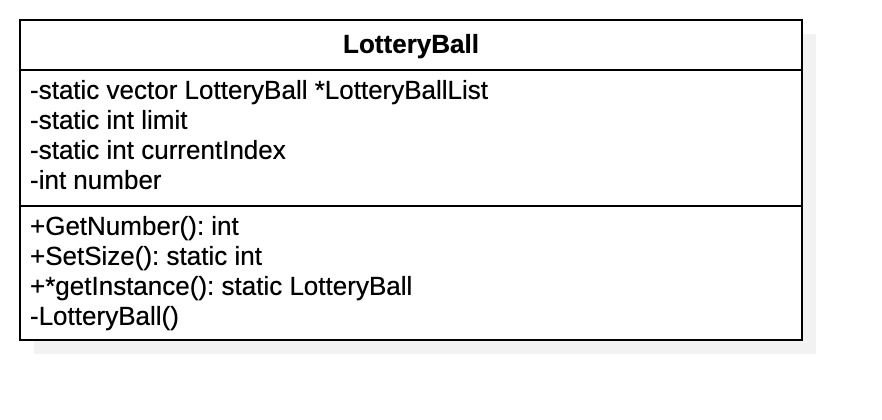 LotteryBall
-static vector LotteryBall *LotteryBallList
-static int limit
-static int currentIndex
-int number
+GetNumber(): int
+SetSize(): static int
+*getInstance(): static LotteryBall
-LotteryBall()